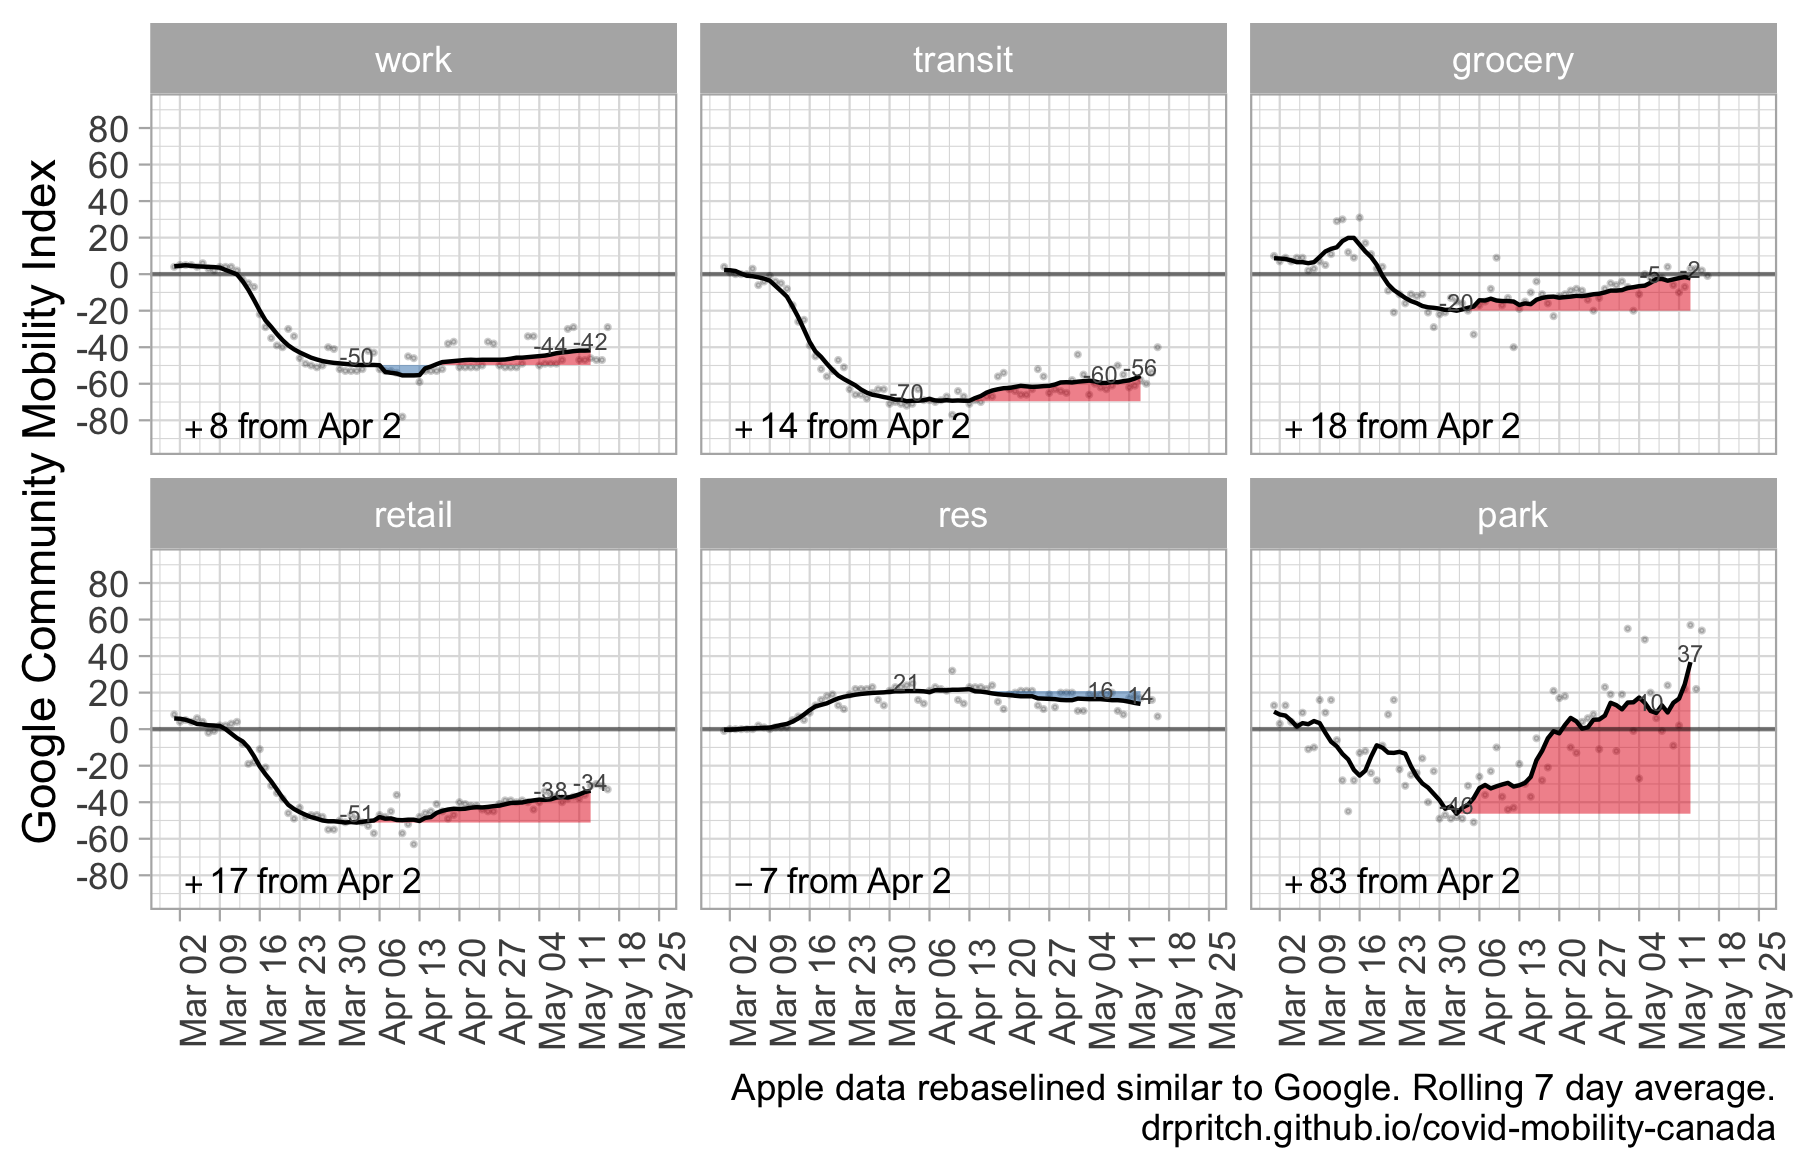 Google Community Mobility Index
work
transit
grocery
80
60
40
20
0
-20
-40
-60
-80
-50
-44
-42
+ 8 from Apr 2
-70
-60
-56
+ 14 from Apr 2
-20
-5
-2
+ 18 from Apr 2
retail
res
park
80
60
40
20
0
-20
-40
-60
-80
-51
-38
-34
+ 17 from Apr 2
21
16
14
− 7 from Apr 2
-46
10
37
+ 83 from Apr 2
Mar 02
Mar 09
Mar 16
Mar 23
Mar 30
Apr 06
Apr 13
Apr 20
Apr 27
May 04
May 11
May 18
May 25
Mar 02
Mar 09
Mar 16
Mar 23
Mar 30
Apr 06
Apr 13
Apr 20
Apr 27
May 04
May 11
May 18
May 25
Mar 02
Mar 09
Mar 16
Mar 23
Mar 30
Apr 06
Apr 13
Apr 20
Apr 27
May 04
May 11
May 18
May 25
Apple data rebaselined similar to Google. Rolling 7 day average.
drpritch.github.io/covid-mobility-canada